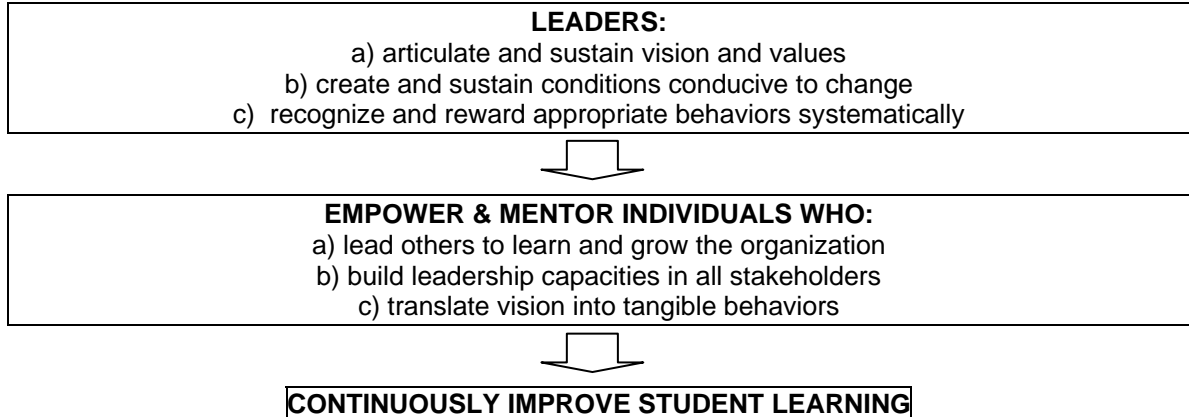 LEADERS:
a) articulate and sustain vision and values
b) create and sustain conditions conducive to change
c) recognize and reward appropriate behaviors systematically
EMPOWER & MENTOR INDIVIDUALS WHO:
a) lead others to learn and grow the organization
b) build leadership capacities in all stakeholders
c) translate vision into tangible behaviors
CONTINUOUSLY IMPROVE STUDENT LEARNING